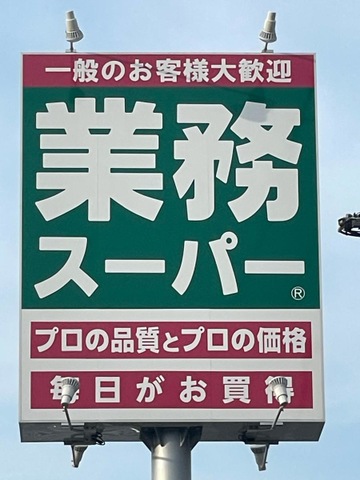 一般のお客様大歓迎
業務
スーパー®
プロの品質とプロの価格
毎日がお買得